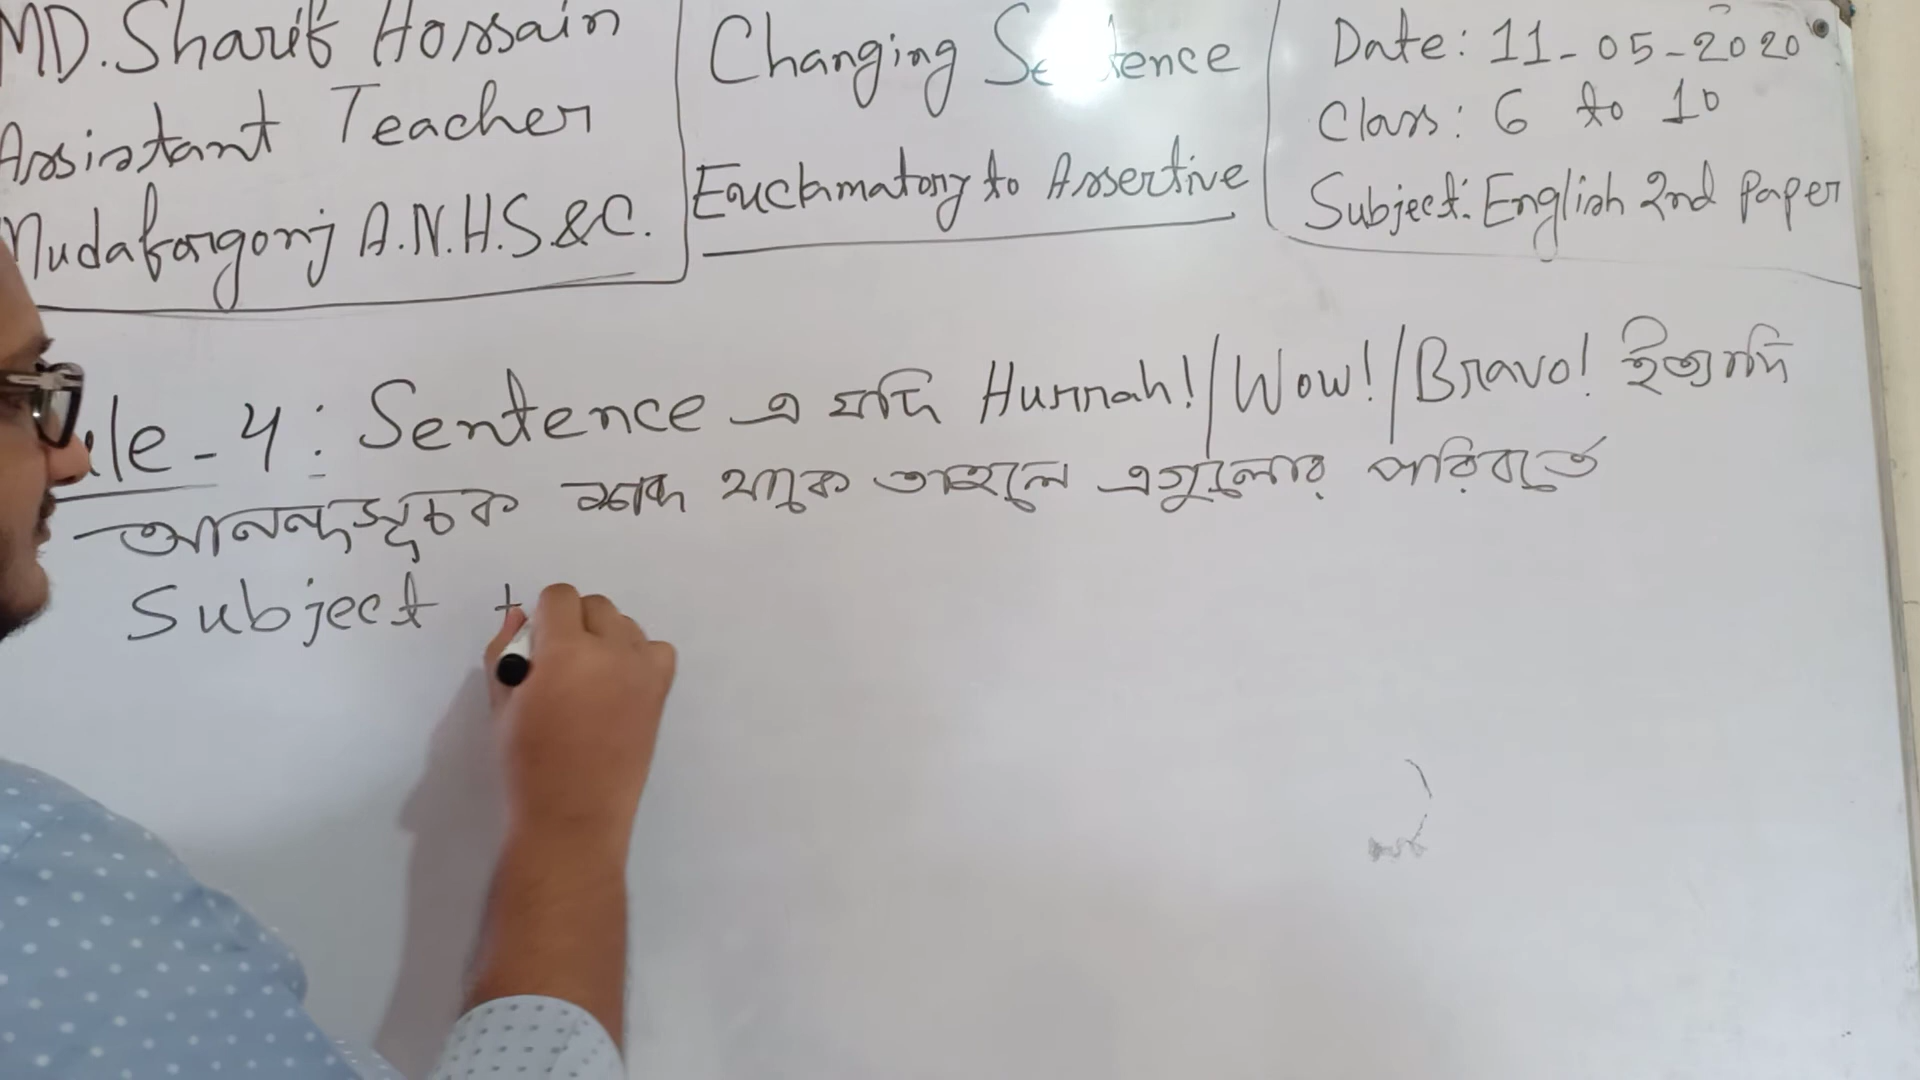 MD. Sharif Hossain
Assistant Teacher
Mudafargonj A.N.H.S.&C.
Changing Se tence
Exclamatory to Assertive
Date: 11-05-2020
Class: 6 to 10
Subject: English 2nd Paper
ule-4: Sentence এ যদি Hurrah!/Wow!/Bravo! ইত্যাদি
আনন্দসূচক শব্দ থাকে তাহলে এগুলোর পরিবর্তে
Subject +